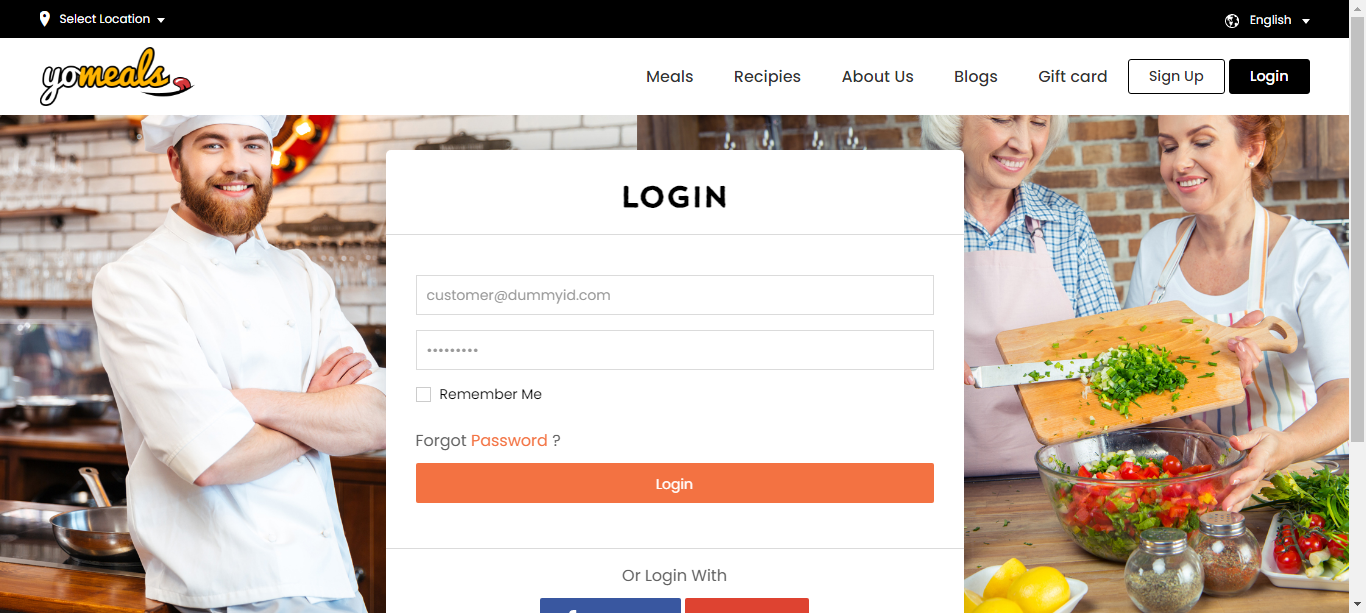 Select Location
English
yomeals
Meals
Recipies
About Us
Blogs
Gift card
Sign Up
Login
LOGIN
customer@dummyid.com
•••••••••
Remember Me
Forgot Password ?
Login
Or Login With